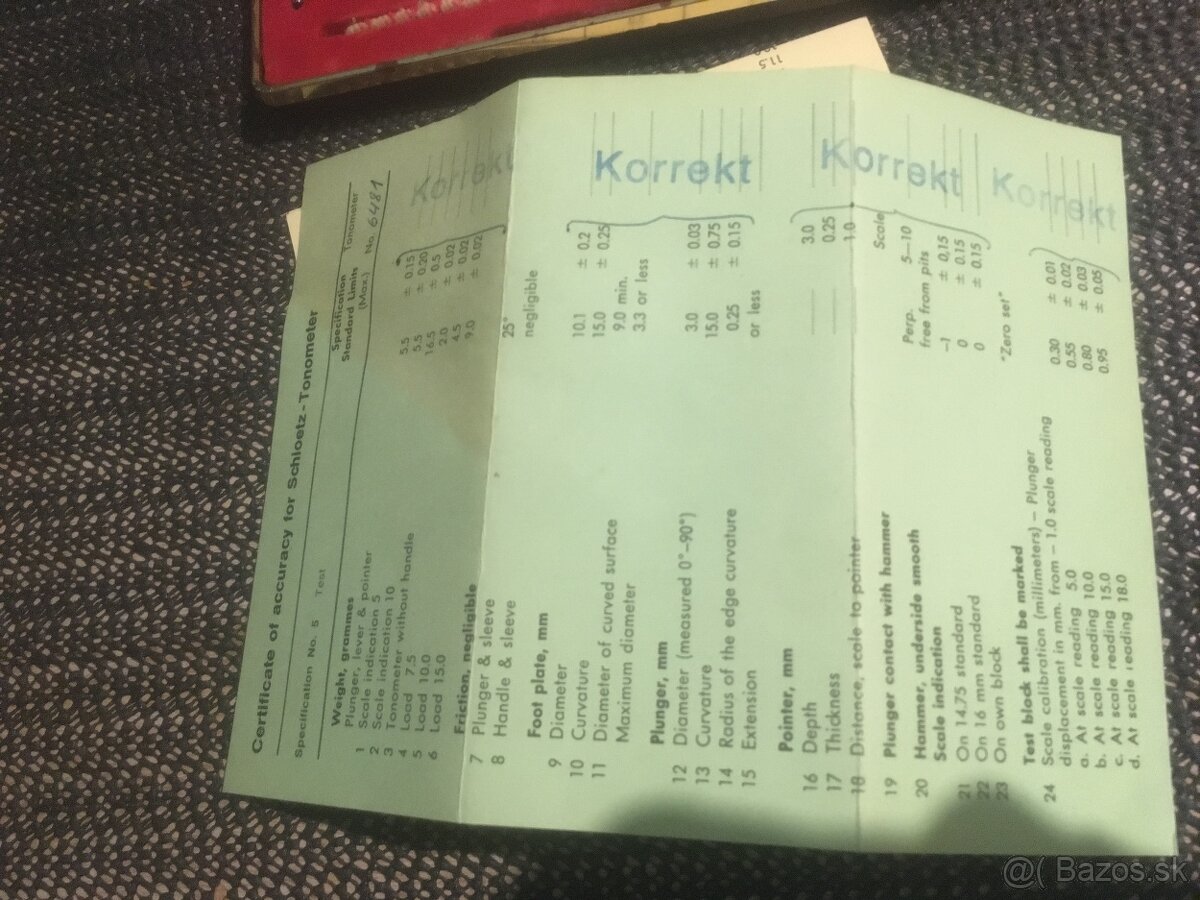 Certificate of accuracy for Schloetz-Tonometer
Specification No. 5 Test
Specification Tonometer
Standard Limits
(Max.) No. 6481
Weight, grammes
Plunger, lever & pointer
1 Scale indication 5 5.5 ± 0.15
2 Scale indication 10 5.5 ± 0.20
3 Tonometer without handle 16.5 ± 0.5
4 Load 7.5 2.0 ± 0.02
5 Load 10.0 4.5 ± 0.02
6 Load 15.0 9.0 ± 0.02
Korrekt
Friction, negligible
7 Plunger & sleeve 25°
8 Handle & sleeve negligible
Foot plate, mm
9 Diameter 10.1 ± 0.2
10 Curvature 15.0 ± 0.25
11 Diameter of curved surface 9.0 min.
Maximum diameter 3.3 or less
Korrekt
Plunger, mm
12 Diameter (measured 0°–90°) 3.0 ± 0.03
13 Curvature 15.0 ± 0.75
14 Radius of the edge curvature 0.25 ± 0.15
15 Extension or less
Pointer, mm
16 Depth 3.0
17 Thickness 0.25
18 Distance, scale to pointer 1.0
Korrekt
19 Plunger contact with hammer Perp. 5—10 Scale
20 Hammer, underside smooth free from pits
Scale indication
21 On 14.75 standard –1 ± 0,15
22 On 16 mm standard 0 ± 0.15
23 On own block 0 ± 0.15
Test block shall be marked "Zero set"
Korrekt
24 Scale calibration (millimeters) – Plunger
displacement in mm. from – 1.0 scale reading
a. At scale reading 5.0 0.30 ± 0.01
b. At scale reading 10.0 0.55 ± 0.02
c. At scale reading 15.0 0.80 ± 0.03
d. At scale reading 18.0 0.95 ± 0.05
11.5
@( Bazos.sk